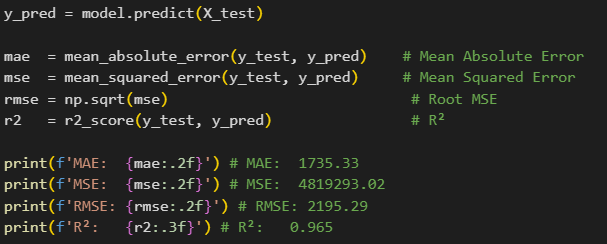 y_pred = model.predict(X_test)
mae  = mean_absolute_error(y_test, y_pred)    # Mean Absolute Error
mse  = mean_squared_error(y_test, y_pred)     # Mean Squared Error
rmse = np.sqrt(mse)                            # Root MSE
r2   = r2_score(y_test, y_pred)                # R²
print(f'MAE:  {mae:.2f}') # MAE:  1735.33
print(f'MSE:  {mse:.2f}') # MSE:  4819293.02
print(f'RMSE: {rmse:.2f}') # RMSE: 2195.29
print(f'R²:   {r2:.3f}') # R²:   0.965